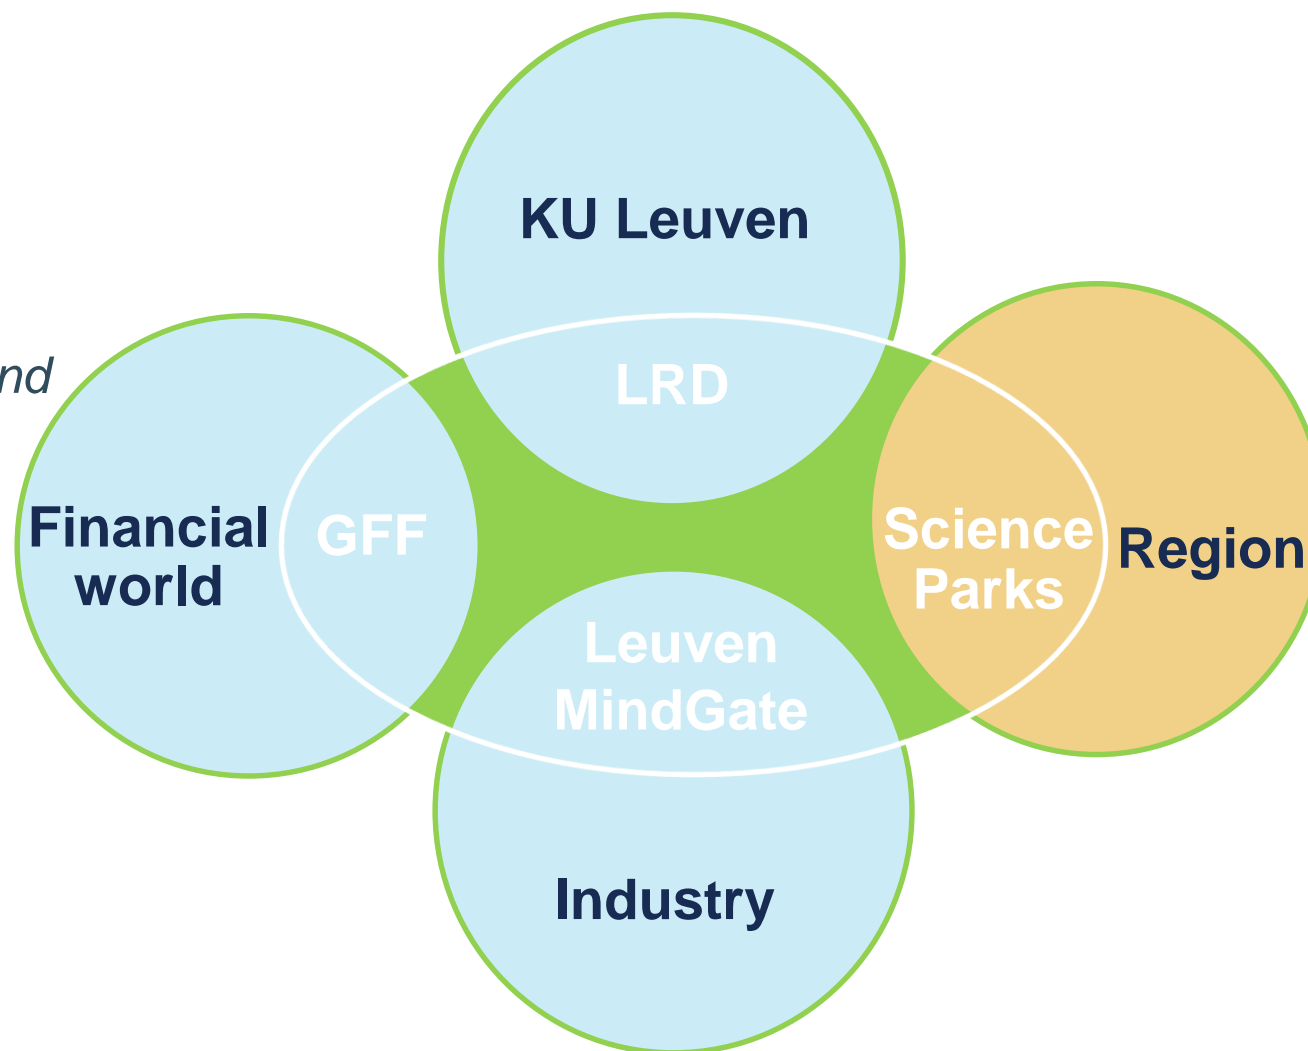 KU Leuven
nd
LRD
Financial
world
GFF
Science
Parks
Region
Leuven
MindGate
Industry